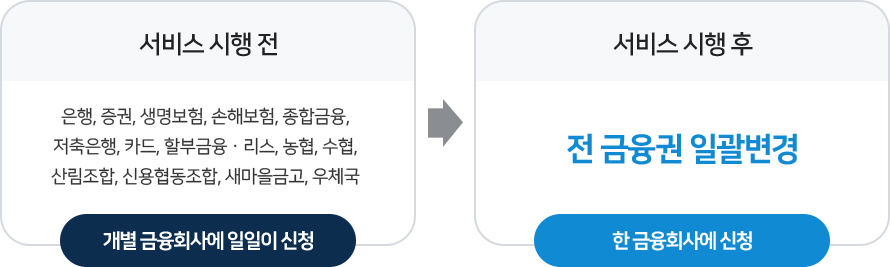 서비스 시행 전
은행, 증권, 생명보험, 손해보험, 종합금융,
저축은행, 카드, 할부금융 · 리스, 농협, 수협,
산림조합, 신용협동조합, 새마을금고, 우체국
개별 금융회사에 일일이 신청
서비스 시행 후
전 금융권 일괄변경
한 금융회사에 신청